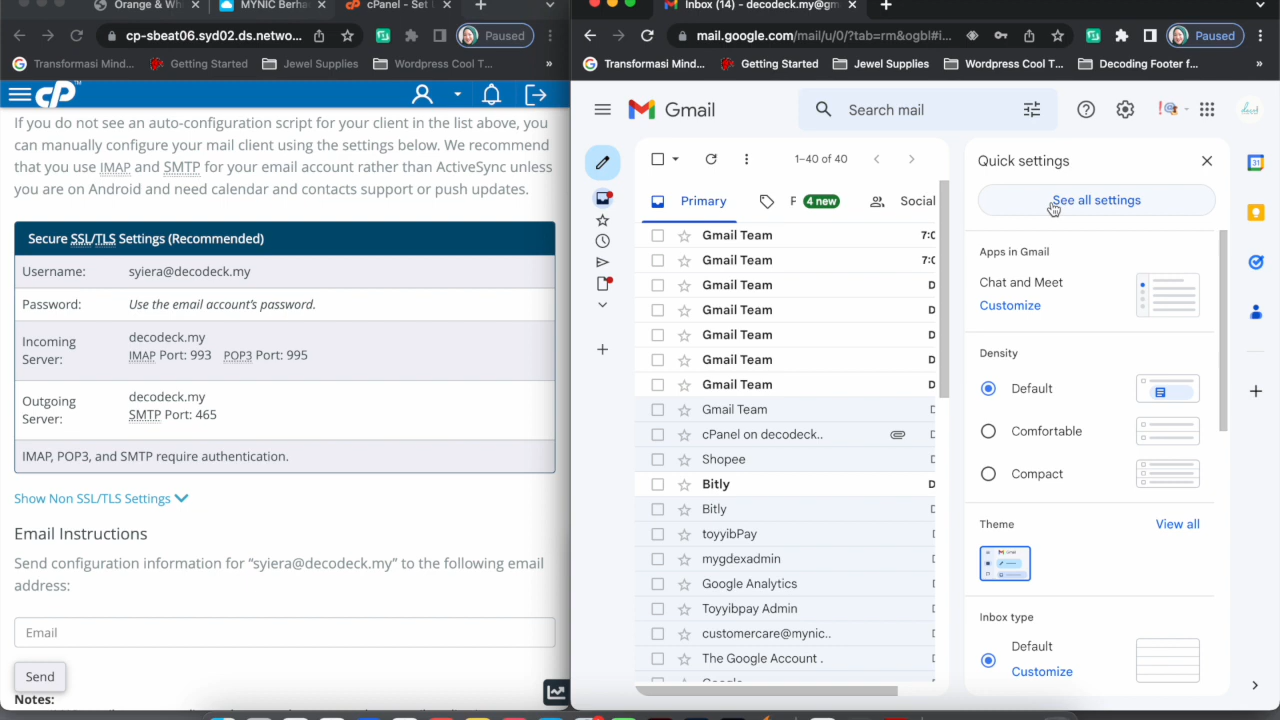 Orange & Wh
MYNIC Berha
cPanel - Set
cp-sbeat06.syd02.ds.netwo...
Paused
Transformasi Mind...
Getting Started
Jewel Supplies
Wordpress Cool T...
»
cP
If you do not see an auto-configuration script for your client in the list above, you
can manually configure your mail client using the settings below. We recommend
that you use IMAP and SMTP for your email account rather than ActiveSync unless
you are on Android and need calendar and contacts support or push updates.
Secure SSL/TLS Settings (Recommended)
Username: syiera@decodeck.my
Password: Use the email account's password.
Incoming Server:
decodeck.my
IMAP Port: 993 POP3 Port: 995
Outgoing Server:
decodeck.my
SMTP Port: 465
IMAP, POP3, and SMTP require authentication.
Show Non SSL/TLS Settings
Email Instructions
Send configuration information for “syiera@decodeck.my” to the following email
address:
Email
Send
Notes:
Inbox (14) - decodeck.my@gm
mail.google.com/mail/u/0/?tab=rm&ogbl#i...
Paused
Transformasi Mind...
Getting Started
Jewel Supplies
Wordpress Cool T...
Decoding Footer f...
»
Gmail
Search mail
1–40 of 40
Primary
P 4 new
Social
Gmail Team 7:0
Gmail Team 7:0
Gmail Team D
Gmail Team D
Gmail Team D
Gmail Team D
Gmail Team D
Gmail Team
cPanel on decodeck..
Shopee
Bitly
Bitly
toyyibPay
mygdexadmin
Google Analytics
Toyyibpay Admin
customercare@mynic..
The Google Account .
Google
Quick settings
See all settings
Apps in Gmail
Chat and Meet
Customize
Density
Default
Comfortable
Compact
Theme
View all
Inbox type
Default
Customize
31